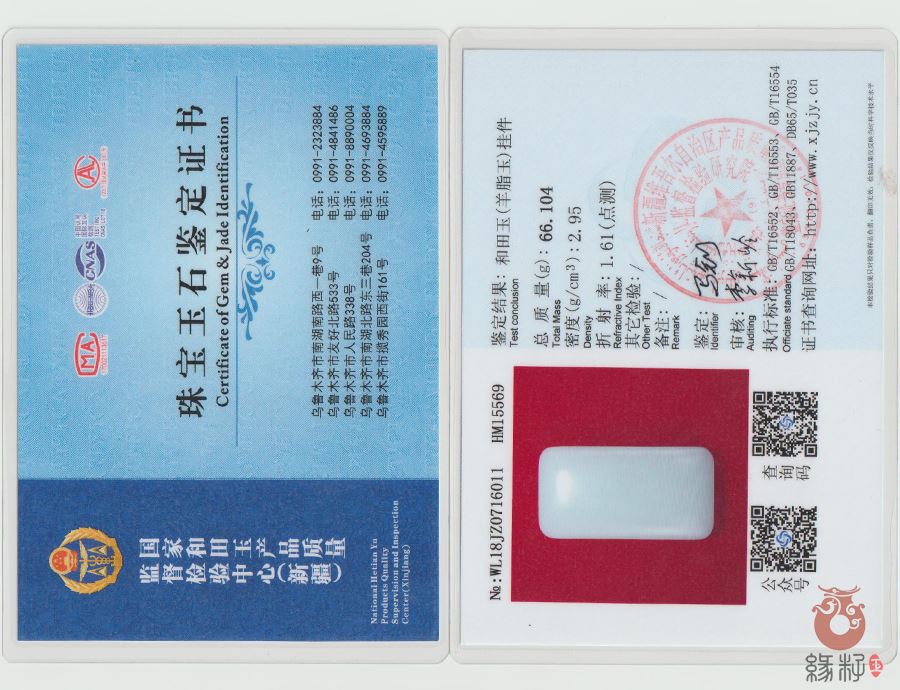 MA
CNAS
珠宝玉石鉴定证书
Certificate of Gem & Jade Identification
乌鲁木齐市南湖南路西一巷9号 电话：0991-2323884
乌鲁木齐市友好北路533号 电话：0991-4841486
乌鲁木齐市人民路338号 电话：0991-8890004
乌鲁木齐市南湖北路东三巷204号 电话：0991-4693884
乌鲁木齐市揽秀园西街161号 电话：0991-4595889
国家和田玉产品质量
监督检验中心(新疆)
National Hetian Yu
Products Quality
Supervision and Inspection
Center(Xinjiang)
№:WL18JZ0716011 HM15569
鉴定结果：和田玉(羊脂玉)挂件
Test conclusion
总质量(g)：66.104
Total Mass
密度(g/cm³)：2.95
Density
折射率：1.61(点测)
Refractive Index
其它检验：/
Other Test
备注：/
Remark
鉴定：
Identifier
审核：
Auditing
执行标准：GB/T16552、GB/T16553、GB/T16554
Officiate standard GB/T18043、GB11887、DB65/T035
证书查询网址：http://www.xjzjy.cn
查询码
公众号
缘籽
玉